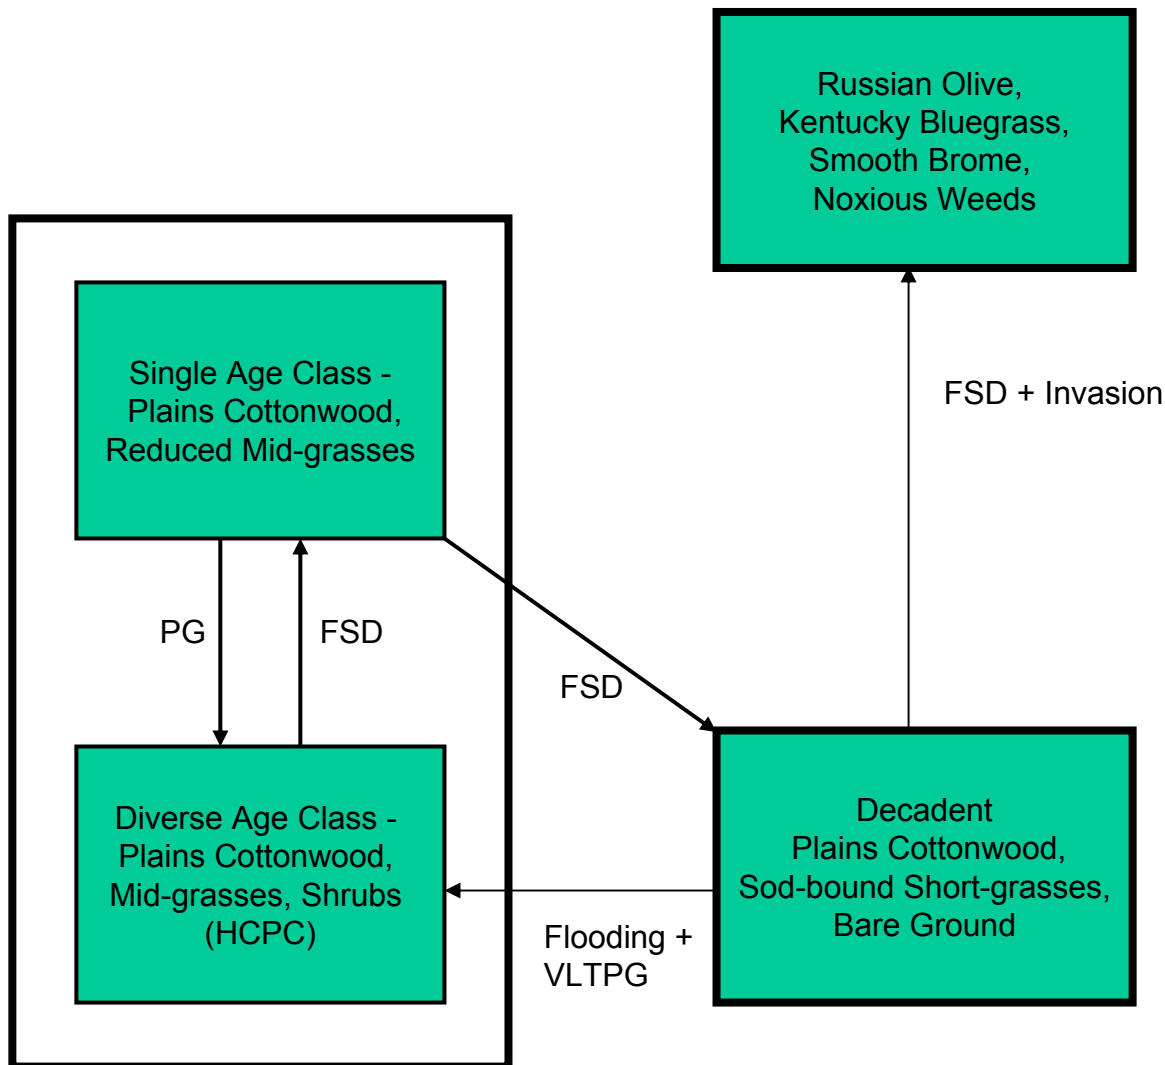 Russian Olive,
Kentucky Bluegrass,
Smooth Brome,
Noxious Weeds
Single Age Class -
Plains Cottonwood,
Reduced Mid-grasses
FSD + Invasion
PG
FSD
FSD
Diverse Age Class -
Plains Cottonwood,
Mid-grasses, Shrubs
(HCPC)
Flooding +
VLTPG
Decadent
Plains Cottonwood,
Sod-bound Short-grasses,
Bare Ground